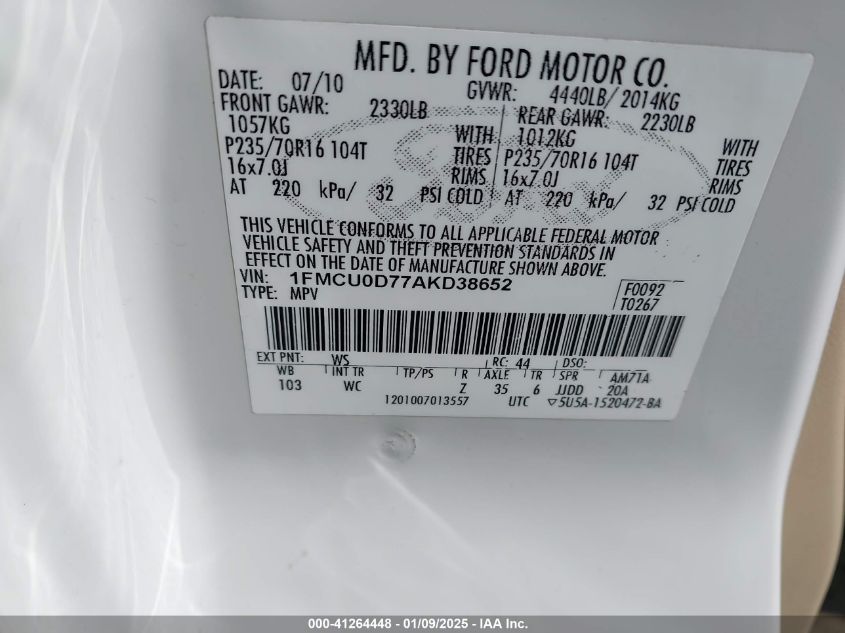 MFD. BY FORD MOTOR CO.
DATE: 07/10 GVWR: 4440LB/ 2014KG
FRONT GAWR: 2330LB REAR GAWR: 2230LB
1057KG WITH 1012KG WITH
P235/70R16 104T TIRES P235/70R16 104T TIRES
16x7.0J RIMS 16x7.0J RIMS
AT 220 kPa/ 32 PSI COLD AT 220 kPa/ 32 PSI COLD
THIS VEHICLE CONFORMS TO ALL APPLICABLE FEDERAL MOTOR
VEHICLE SAFETY AND THEFT PREVENTION STANDARDS IN
EFFECT ON THE DATE OF MANUFACTURE SHOWN ABOVE.
VIN: 1FMCU0D77AKD38652 F0092
TYPE: MPV T0267
EXT PNT: WS RC: 44 DSO:
WB INT TR TP/PS R AXLE TR SPR AM71A
103 WC Z 35 6 JJDD 20A
1201007013557 UTC ▽5U5A-1520472-BA
000-41264448 - 01/09/2025 - IAA Inc.